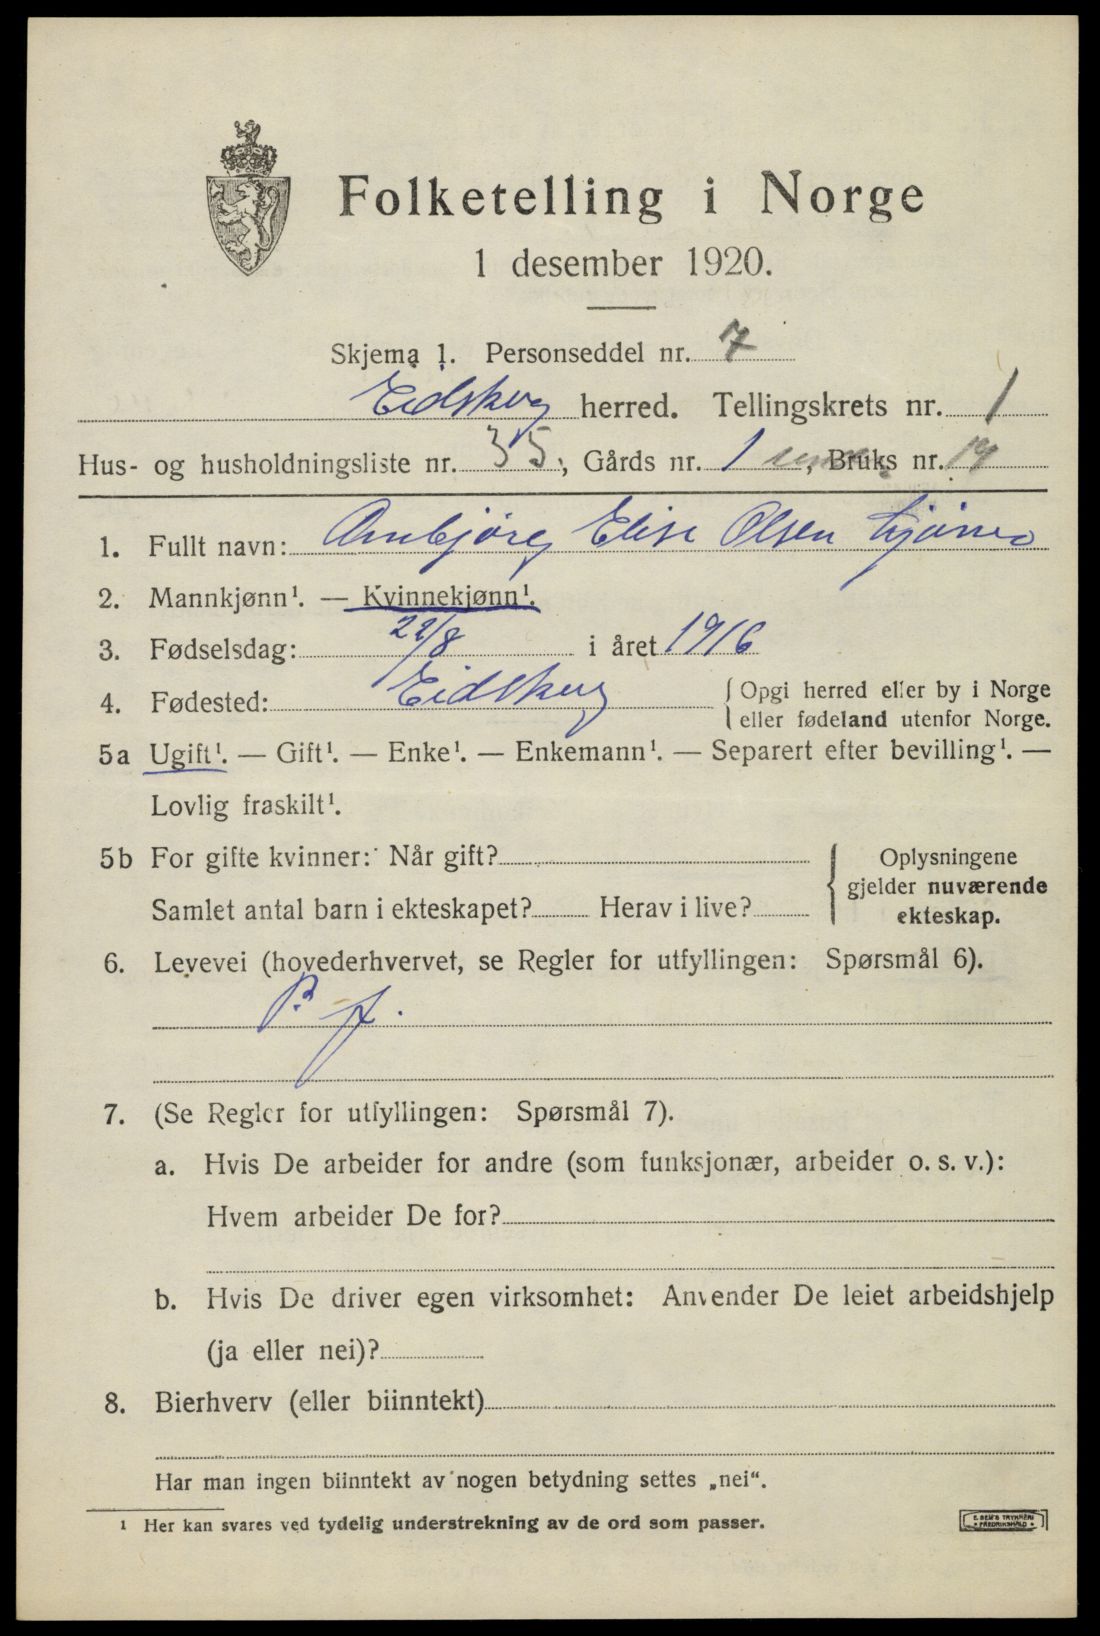 Folketelling i Norge
1 desember 1920.
Skjema 1. Personseddel nr. 7
Eidskog herred. Tellingskrets nr. 1
Hus- og husholdningsliste nr. 35, Gårds nr. 1, Bruks nr. 14
1. Fullt navn: Ambjörg Elise Olsen
2. Mannkjønn¹. — Kvinnekjønn¹.
3. Fødselsdag: 22/8 i året 1916
4. Fødested: Eidskog { Opgi herred eller by i Norge
eller fødeland utenfor Norge.
5a Ugift¹. — Gift¹. — Enke¹. — Enkemann¹. — Separert efter bevilling¹. —
Lovlig fraskilt¹.
5b For gifte kvinner: Når gift?
Samlet antal barn i ekteskapet? Herav i live?
{ Oplysningene
gjelder nuværende
ekteskap.
6. Levevei (hovederhvervet, se Regler for utfyllingen: Spørsmål 6).
B. f.
7. (Se Regler for utfyllingen: Spørsmål 7).
a. Hvis De arbeider for andre (som funksjonær, arbeider o. s. v.):
Hvem arbeider De for?
b. Hvis De driver egen virksomhet: Anvender De leiet arbeidshjelp
(ja eller nei)?
8. Bierhverv (eller biinntekt)
Har man ingen biinntekt av nogen betydning settes „nei“.
¹ Her kan svares ved tydelig understrekning av de ord som passer.
E. SEM'S TRYKKERI
FREDRIKSHALD